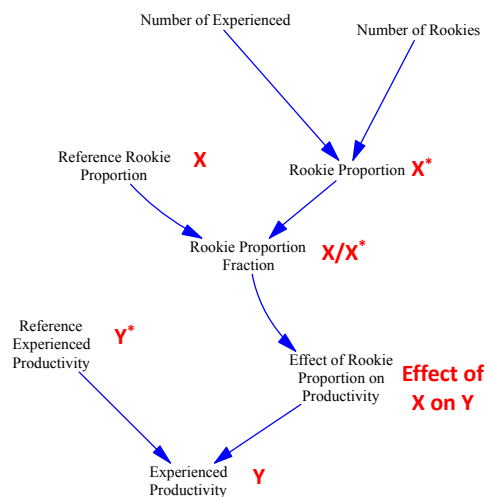 Number of Experienced
Number of Rookies
Reference Rookie
Proportion
X
Rookie Proportion X*
Rookie Proportion
Fraction
X/X*
Reference
Experienced
Productivity
Y*
Effect of Rookie
Proportion on
Productivity
Effect of
X on Y
Experienced
Productivity
Y